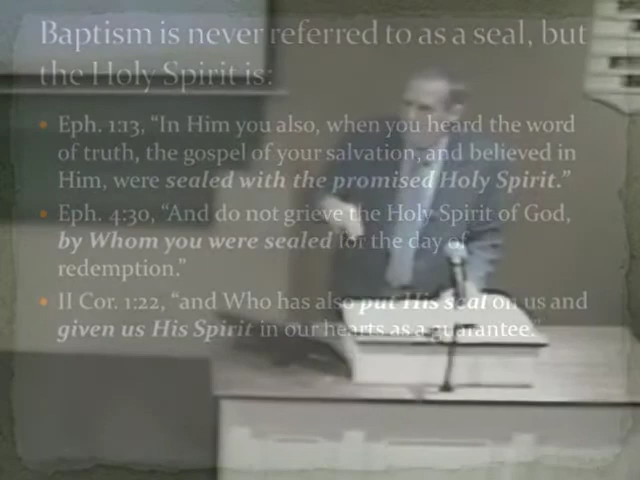 Baptism is never referred to as a seal, but
the Holy Spirit is:
• Eph. 1:13, “In Him you also, when you heard the word
of truth, the gospel of your salvation, and believed in
Him, were sealed with the promised Holy Spirit.”
• Eph. 4:30, “And do not grieve the Holy Spirit of God,
by Whom you were sealed for the day of
redemption.”
• II Cor. 1:22, “and Who has also put His seal on us and
given us His Spirit in our hearts as a guarantee.”